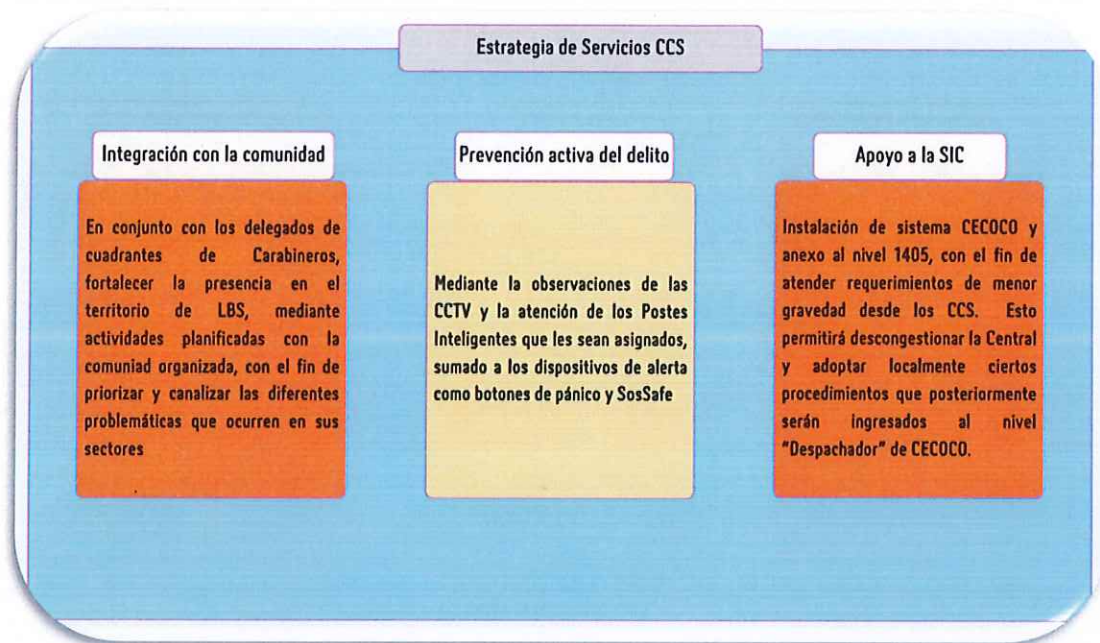 Estrategia de Servicios CCS
Integración con la comunidad
En conjunto con los delegados de
cuadrantes de Carabineros,
fortalecer la presencia en el
territorio de LBS, mediante
actividades planificadas con la
comuniad organizada, con el fin de
priorizar y canalizar las diferentes
problemáticas que ocurren en sus
sectores
Prevención activa del delito
Mediante la observaciones de las
CCTV y la atención de los Postes
Inteligentes que les sean asignados,
sumado a los dispositivos de alerta
como botones de pánico y SosSafe
Apoyo a la SIC
Instalación de sistema CECOCO y
anexo al nivel 1405, con el fin de
atender requerimientos de menor
gravedad desde los CCS. Esto
permitirá descongestionar la Central
y adoptar localmente ciertos
procedimientos que posteriormente
serán ingresados al nivel
"Despachador" de CECOCO.